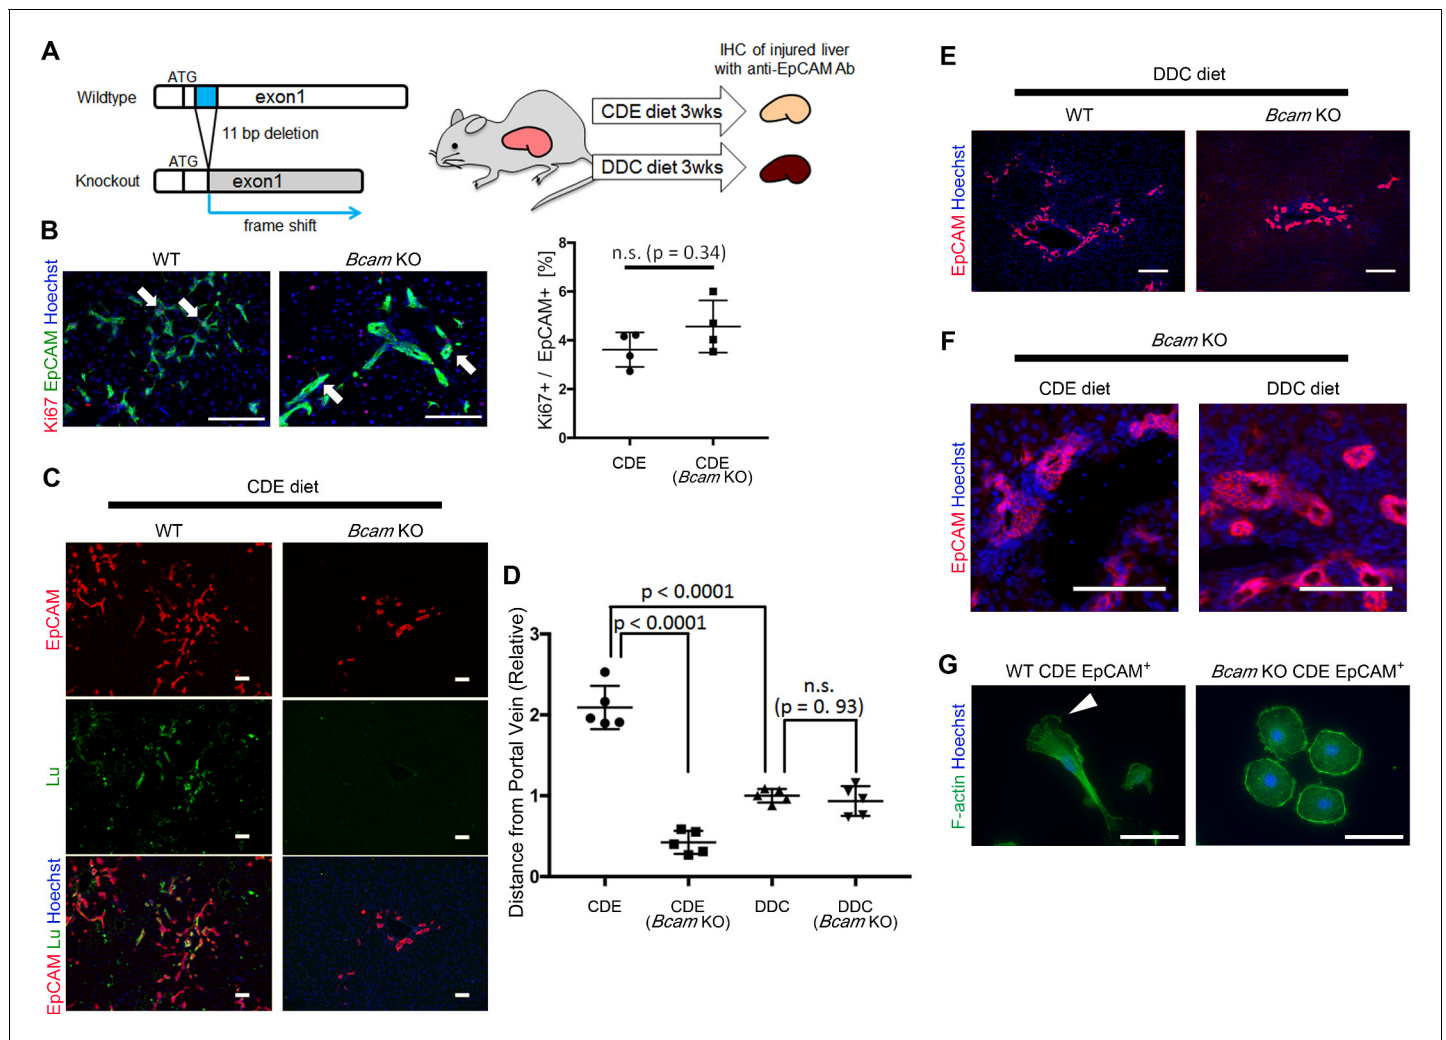 A
ATG
Wildtype
exon1
11 bp deletion
ATG
Knockout
exon1
frame shift
IHC of injured liver
with anti-EpCAM Ab
CDE diet 3wks
DDC diet 3wks
B
WT
Bcam KO
Ki67 EpCAM Hoechst
Ki67+ / EpCAM+ [%]
8
6
4
2
0
n.s. (p = 0.34)
CDE
CDE
(Bcam KO)
C
CDE diet
WT
Bcam KO
EpCAM
Lu
EpCAM Lu Hoechst
D
Distance from Portal Vein (Relative)
3
2
1
0
p < 0.0001
p < 0.0001
n.s.
(p = 0. 93)
CDE
CDE
(Bcam KO)
DDC
DDC
(Bcam KO)
E
DDC diet
WT
Bcam KO
EpCAM Hoechst
F
Bcam KO
CDE diet
DDC diet
EpCAM Hoechst
G
WT CDE EpCAM+
Bcam KO CDE EpCAM+
F-actin Hoechst